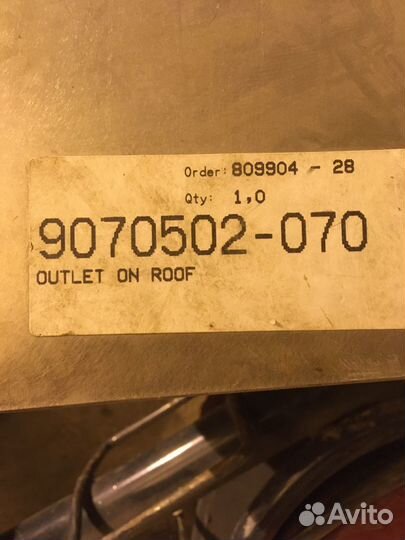 Order: 809904 - 28
Qty: 1,0
9070502-070
OUTLET ON ROOF
Avito